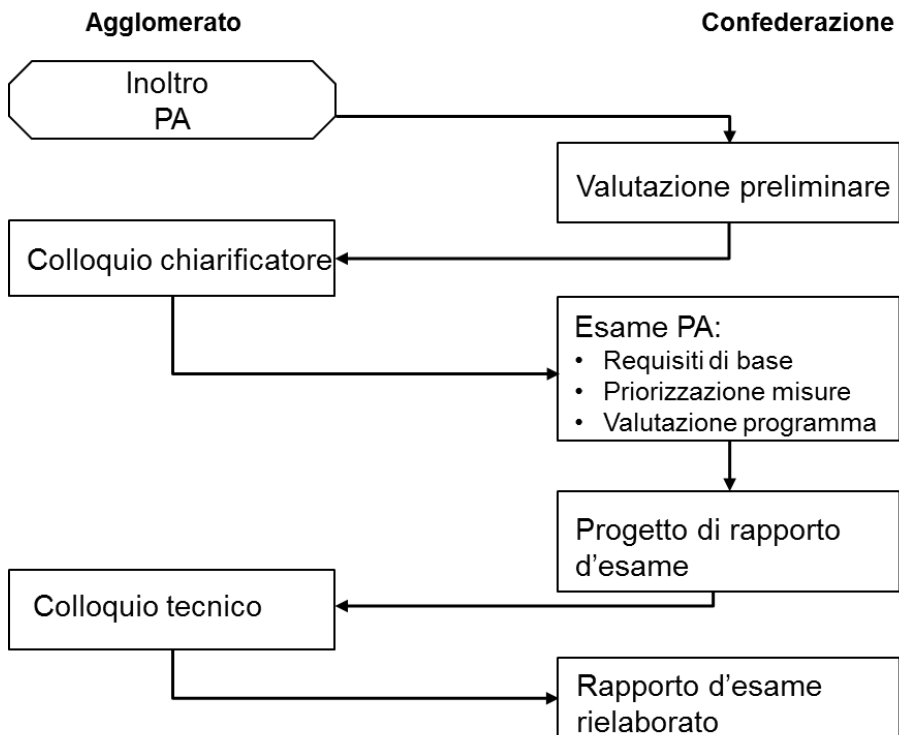 Agglomerato
Confederazione
Inoltro
PA
Valutazione preliminare
Colloquio chiarificatore
Esame PA:
• Requisiti di base
• Priorizzazione misure
• Valutazione programma
Progetto di rapporto
d'esame
Colloquio tecnico
Rapporto d'esame
rielaborato